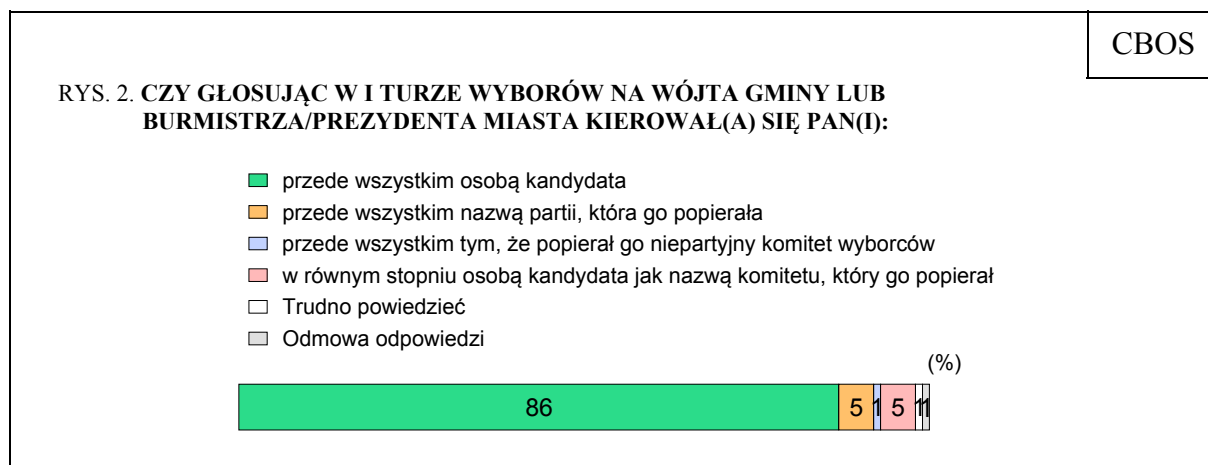 CBOS
RYS. 2. CZY GŁOSUJĄC W I TURZE WYBORÓW NA WÓJTA GMINY LUB
BURMISTRZA/PREZYDENTA MIASTA KIEROWAŁ(A) SIĘ PAN(I):
przede wszystkim osobą kandydata
przede wszystkim nazwą partii, która go popierała
przede wszystkim tym, że popierał go niepartyjny komitet wyborców
w równym stopniu osobą kandydata jak nazwą komitetu, który go popierał
Trudno powiedzieć
Odmowa odpowiedzi
(%)
86 5 1 5 1 1